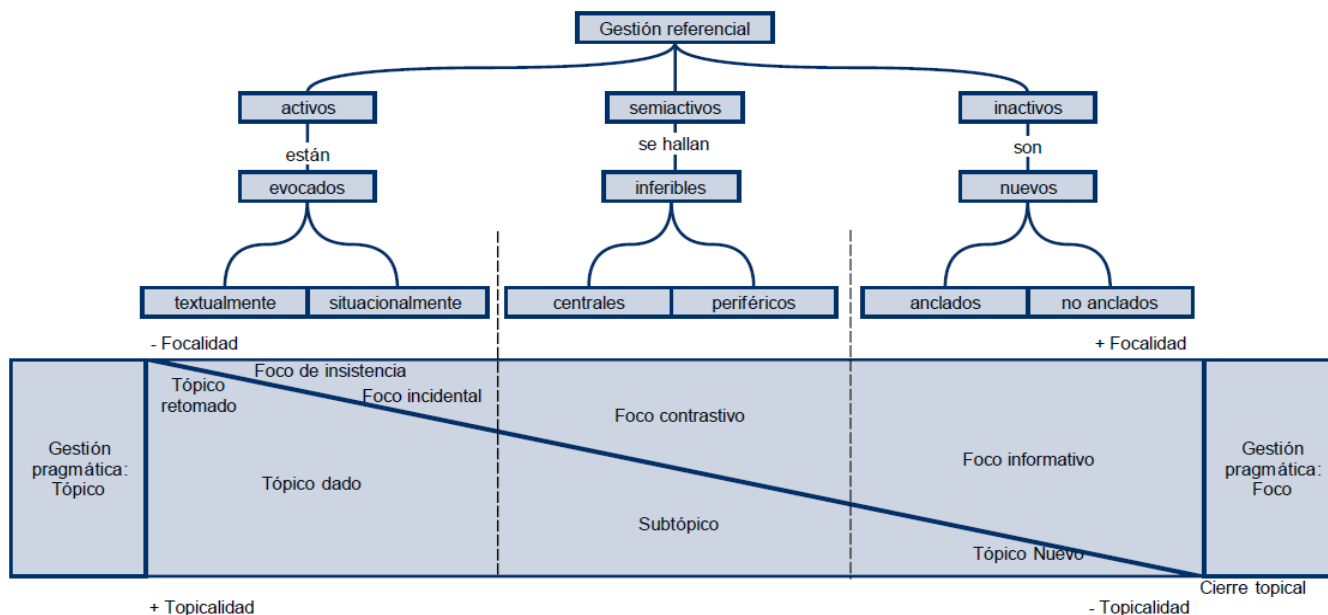 Gestión referencial
activos
semiactivos
inactivos
están
se hallan
son
evocados
inferibles
nuevos
textualmente
situacionalmente
centrales
periféricos
anclados
no anclados
- Focalidad
+ Focalidad
Foco de insistencia
Tópico
retomado
Foco incidental
Foco contrastivo
Gestión
pragmática:
Tópico
Foco informativo
Gestión
pragmática:
Foco
Tópico dado
Subtópico
Tópico Nuevo
Cierre topical
+ Topicalidad
- Topicalidad